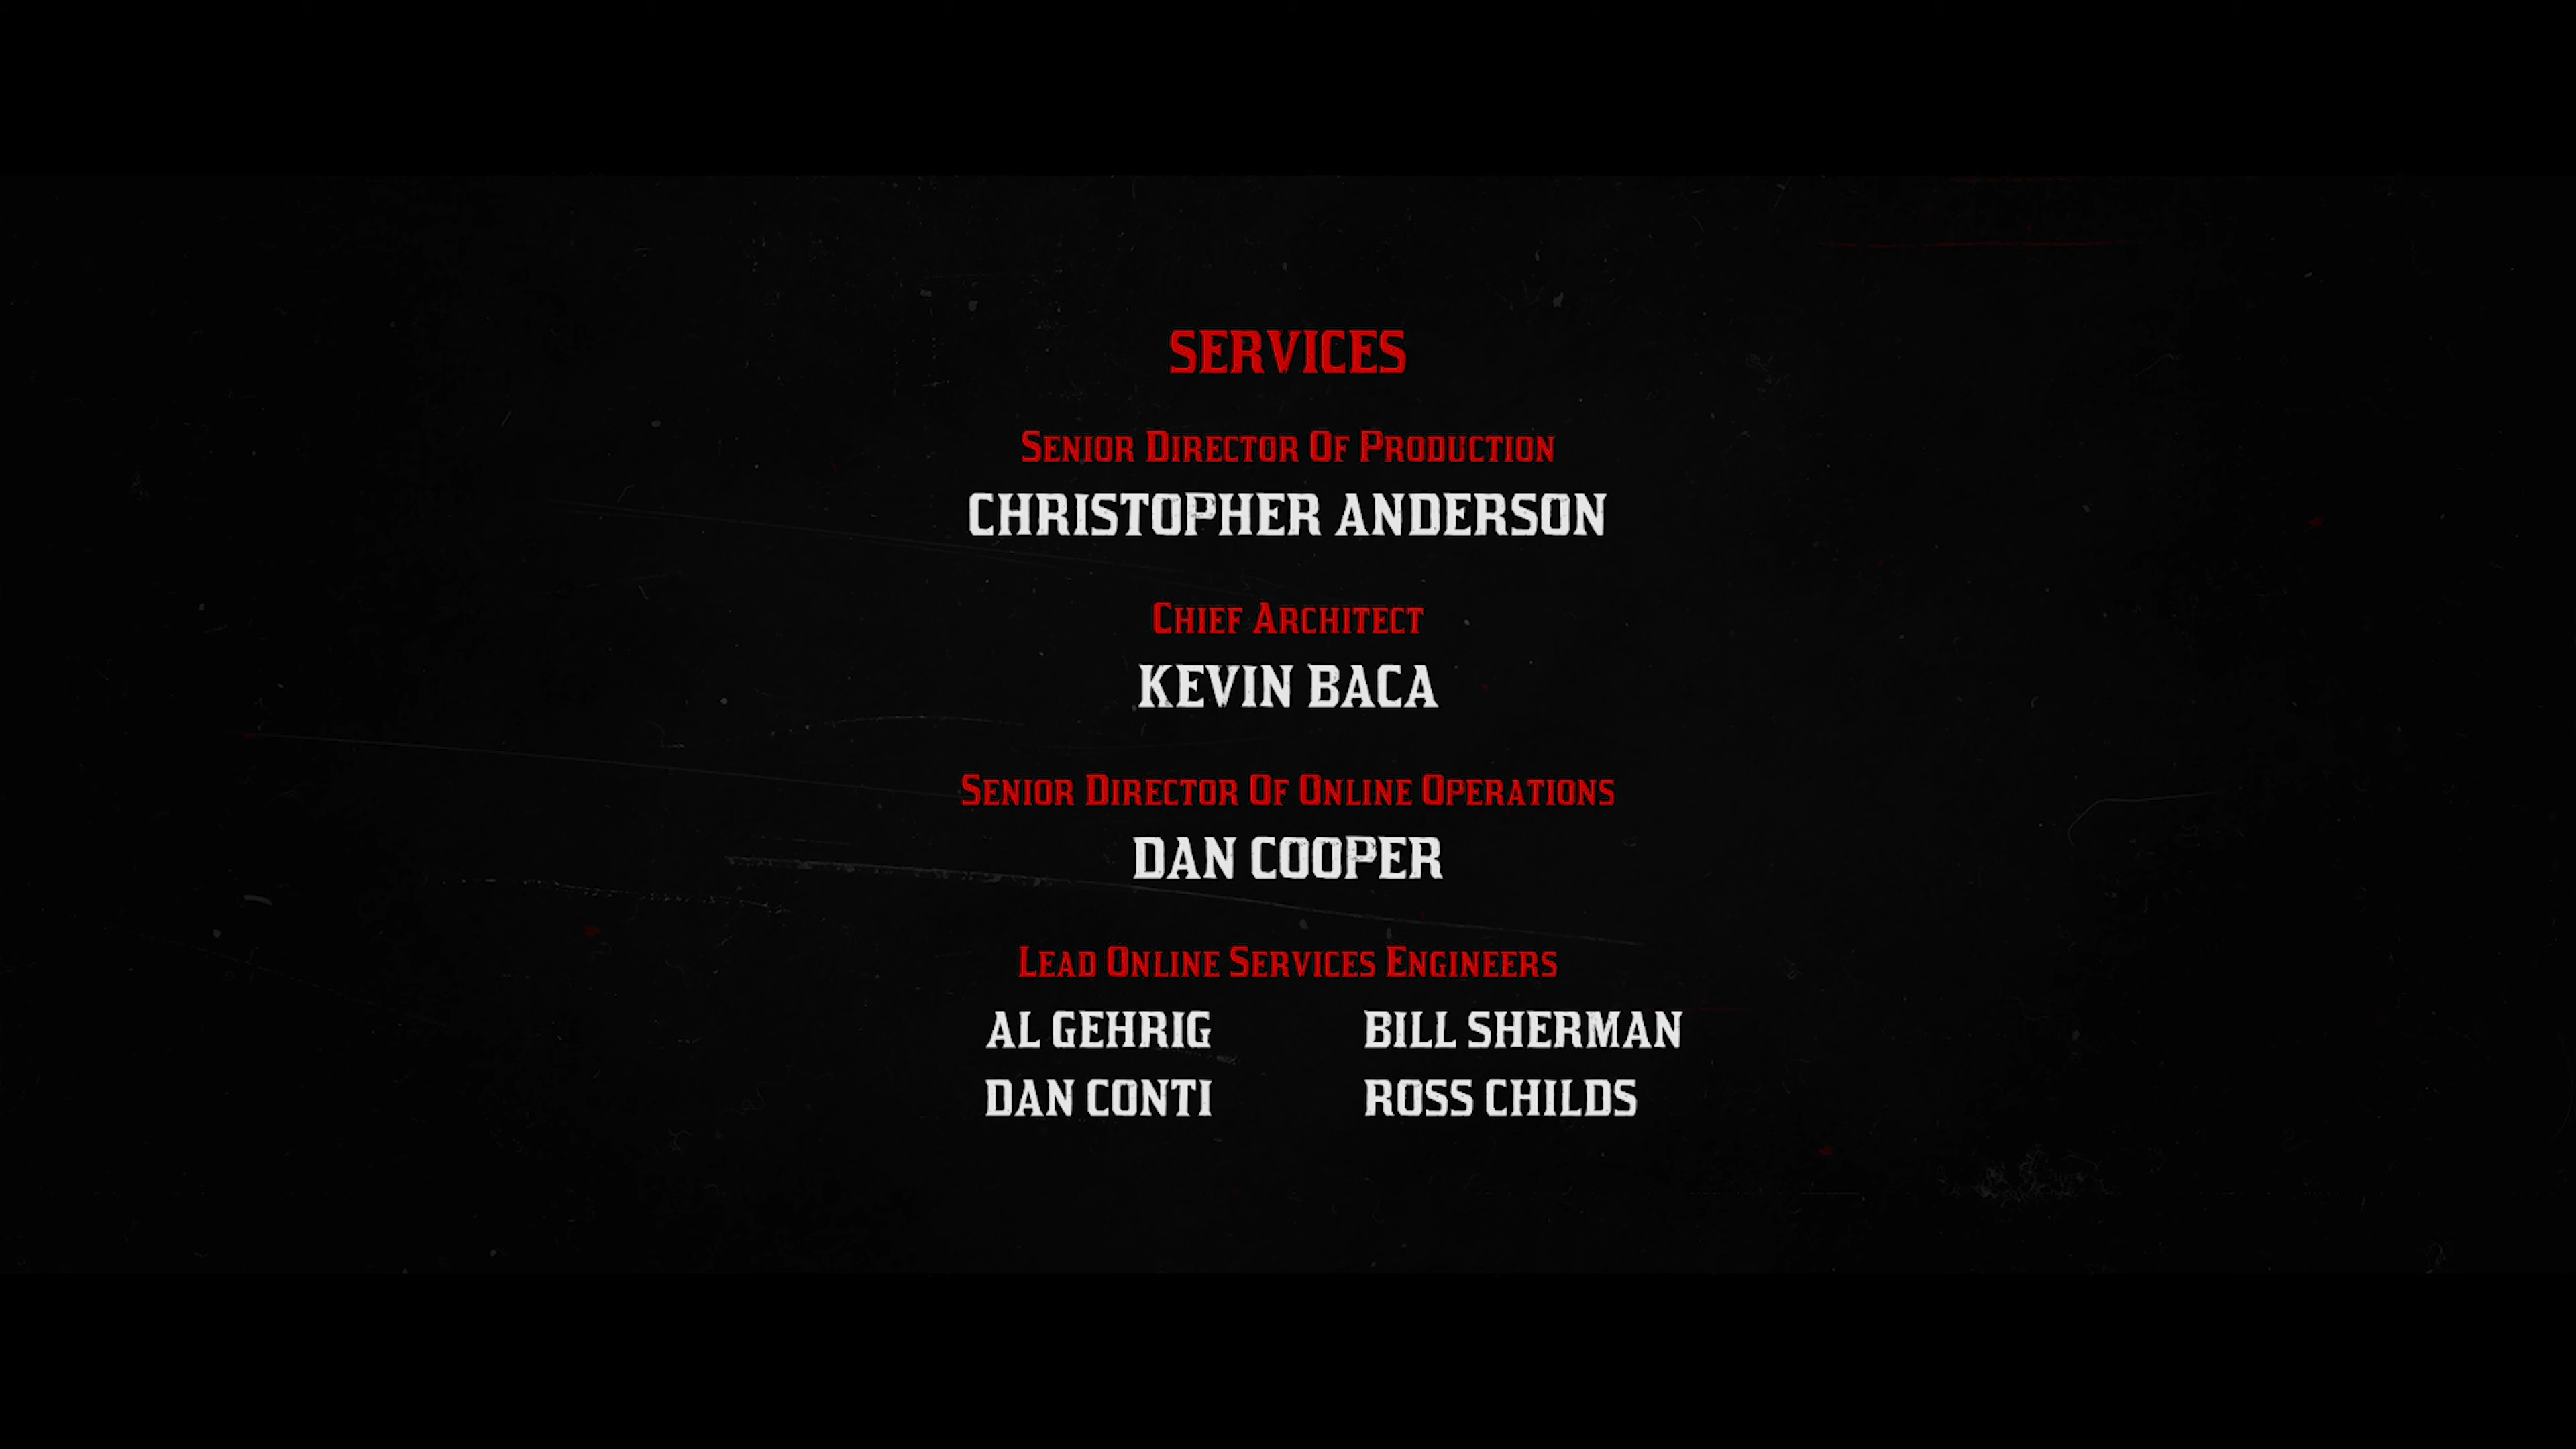 SERVICES
SENIOR DIRECTOR OF PRODUCTION
CHRISTOPHER ANDERSON
CHIEF ARCHITECT
KEVIN BACA
SENIOR DIRECTOR OF ONLINE OPERATIONS
DAN COOPER
LEAD ONLINE SERVICES ENGINEERS
AL GEHRIG BILL SHERMAN
DAN CONTI ROSS CHILDS